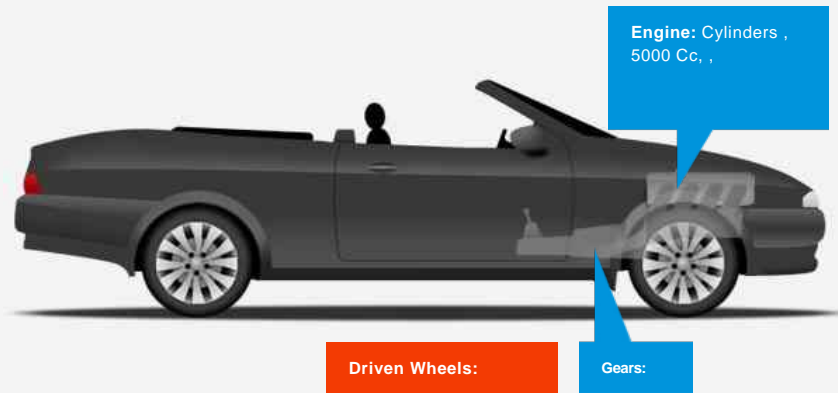 Engine: Cylinders ,
5000 Cc, ,
Driven Wheels:
Gears: